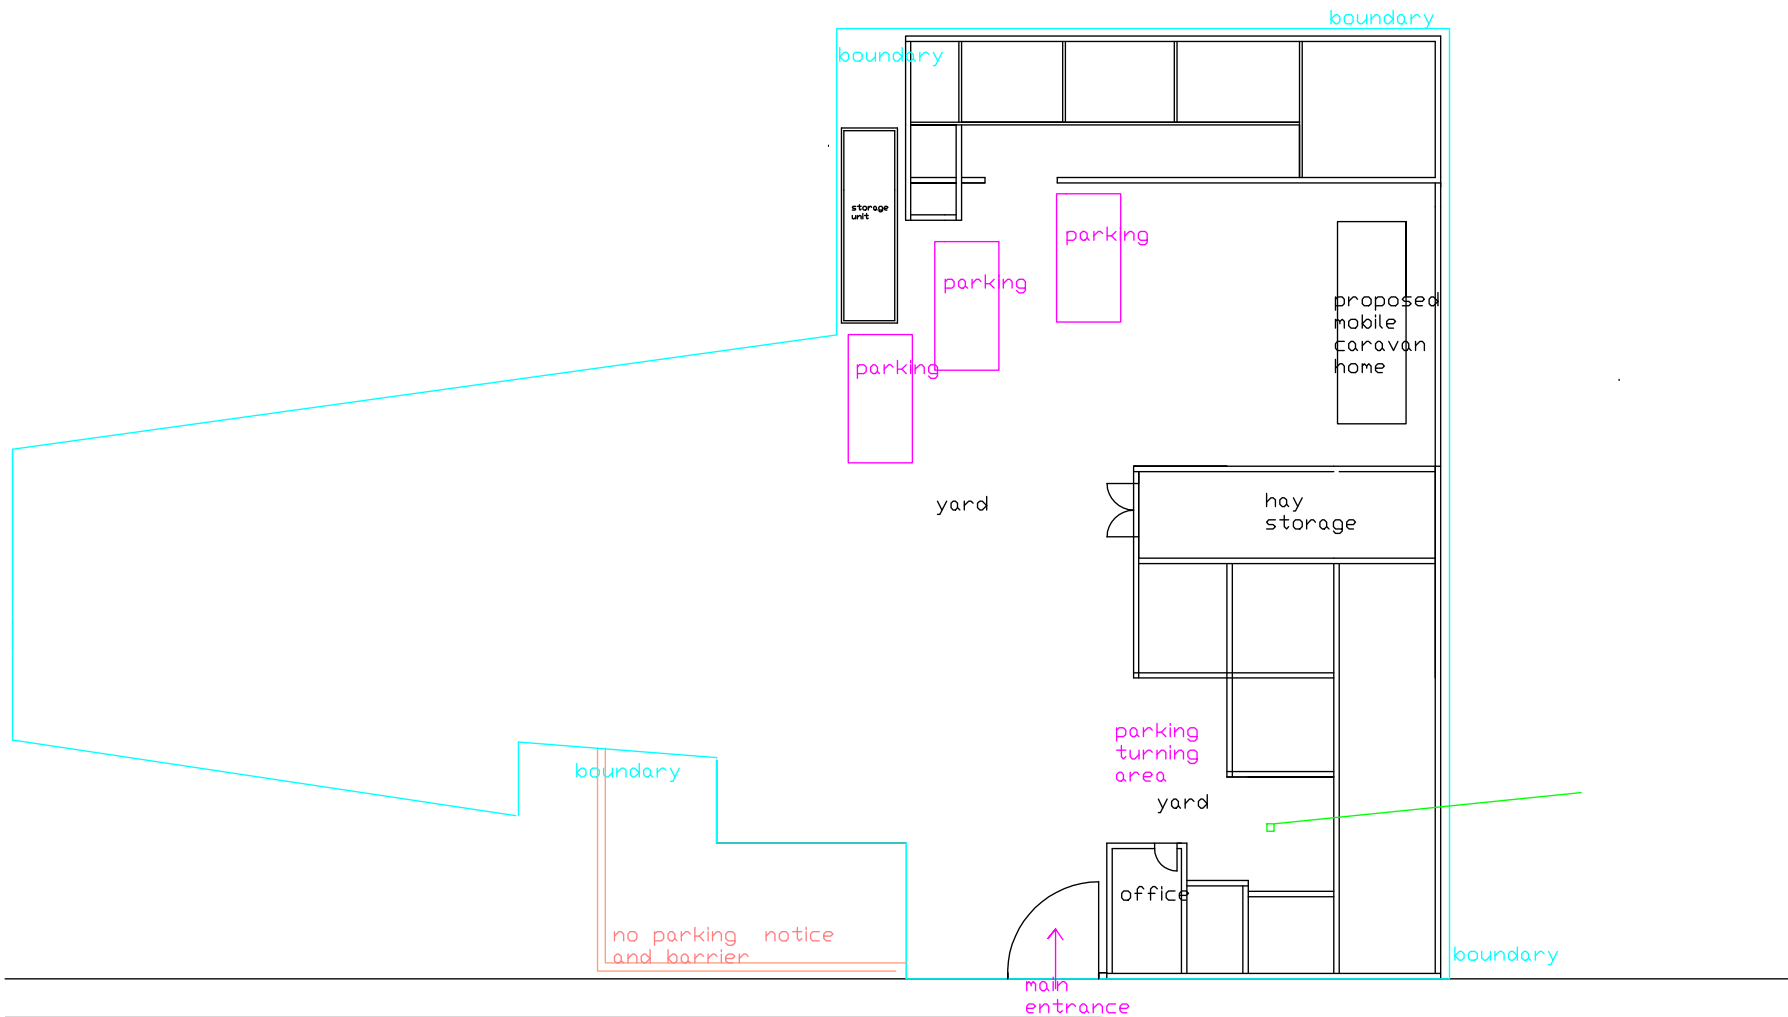 boundary
boundary
storage
unit
parking
parking
proposed
mobile
caravan
home
parking
yard
hay
storage
parking
turning
area
boundary
yard
office
no parking notice
and barrier
boundary
main
entrance